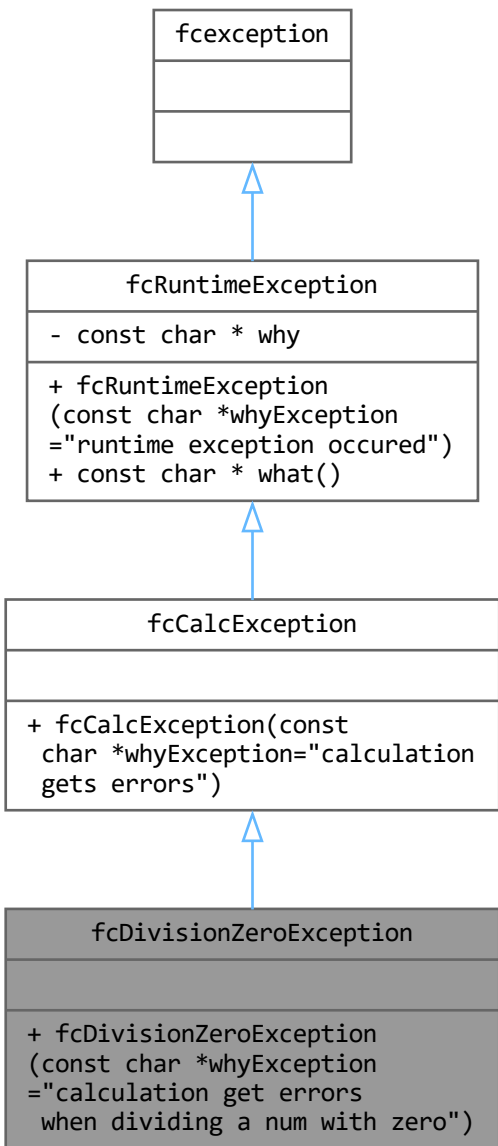 fcexception
fcRuntimeException
- const char * why
+ fcRuntimeException
(const char *whyException
="runtime exception occured")
+ const char * what()
fcCalcException
+ fcCalcException(const
char *whyException="calculation
gets errors")
fcDivisionZeroException
+ fcDivisionZeroException
(const char *whyException
="calculation get errors
when dividing a num with zero")